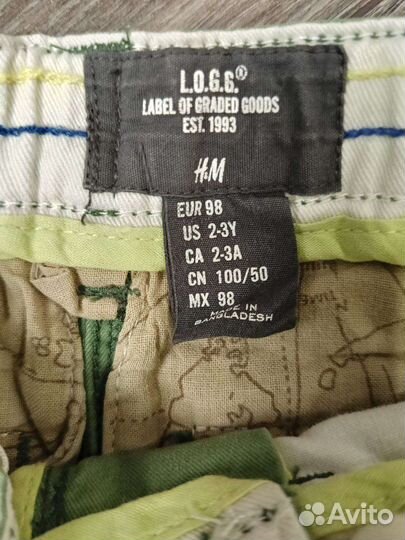 L.O.G.G.®
LABEL OF GRADED GOODS
EST. 1993
H&M
EUR 98
US 2-3Y
CA 2-3A
CN 100/50
MX 98
MADE IN
BANGLADESH
Avito